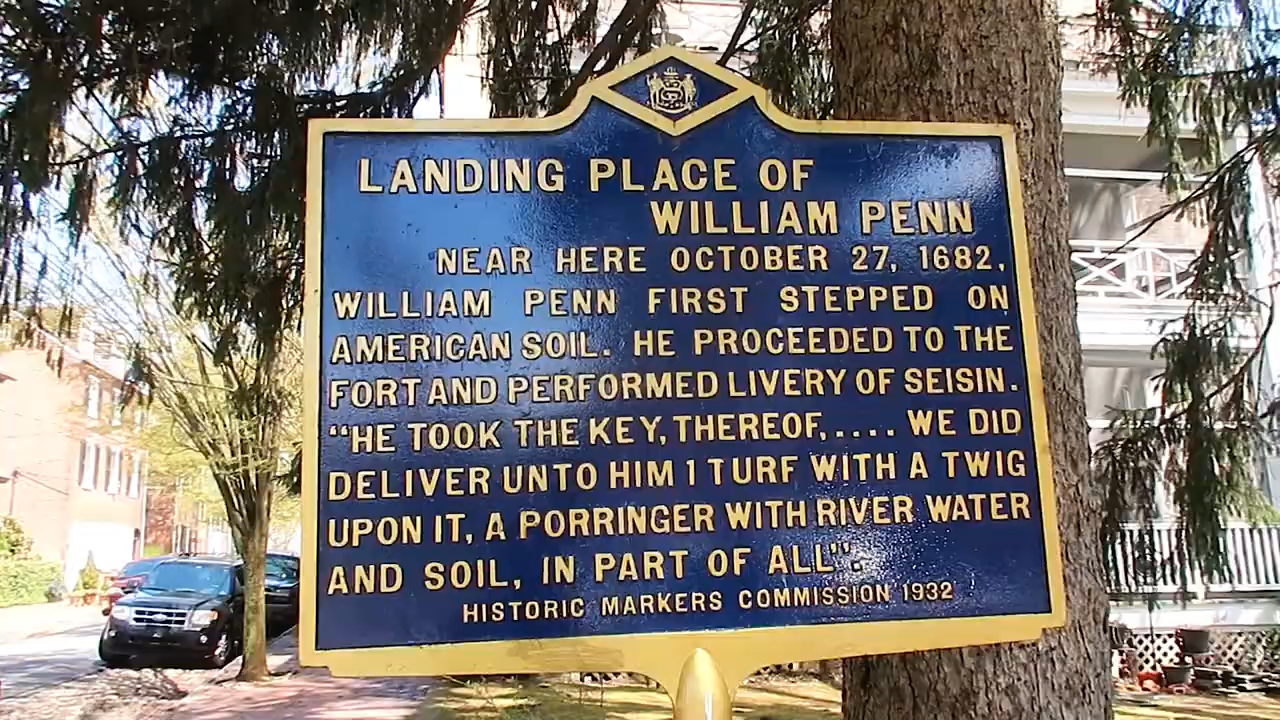 LANDING PLACE OF
WILLIAM PENN
NEAR HERE OCTOBER 27, 1682,
WILLIAM PENN FIRST STEPPED ON
AMERICAN SOIL. HE PROCEEDED TO THE
FORT AND PERFORMED LIVERY OF SEISIN.
"HE TOOK THE KEY, THEREOF,.... WE DID
DELIVER UNTO HIM 1 TURF WITH A TWIG
UPON IT, A PORRINGER WITH RIVER WATER
AND SOIL, IN PART OF ALL".
HISTORIC MARKERS COMMISSION 1932